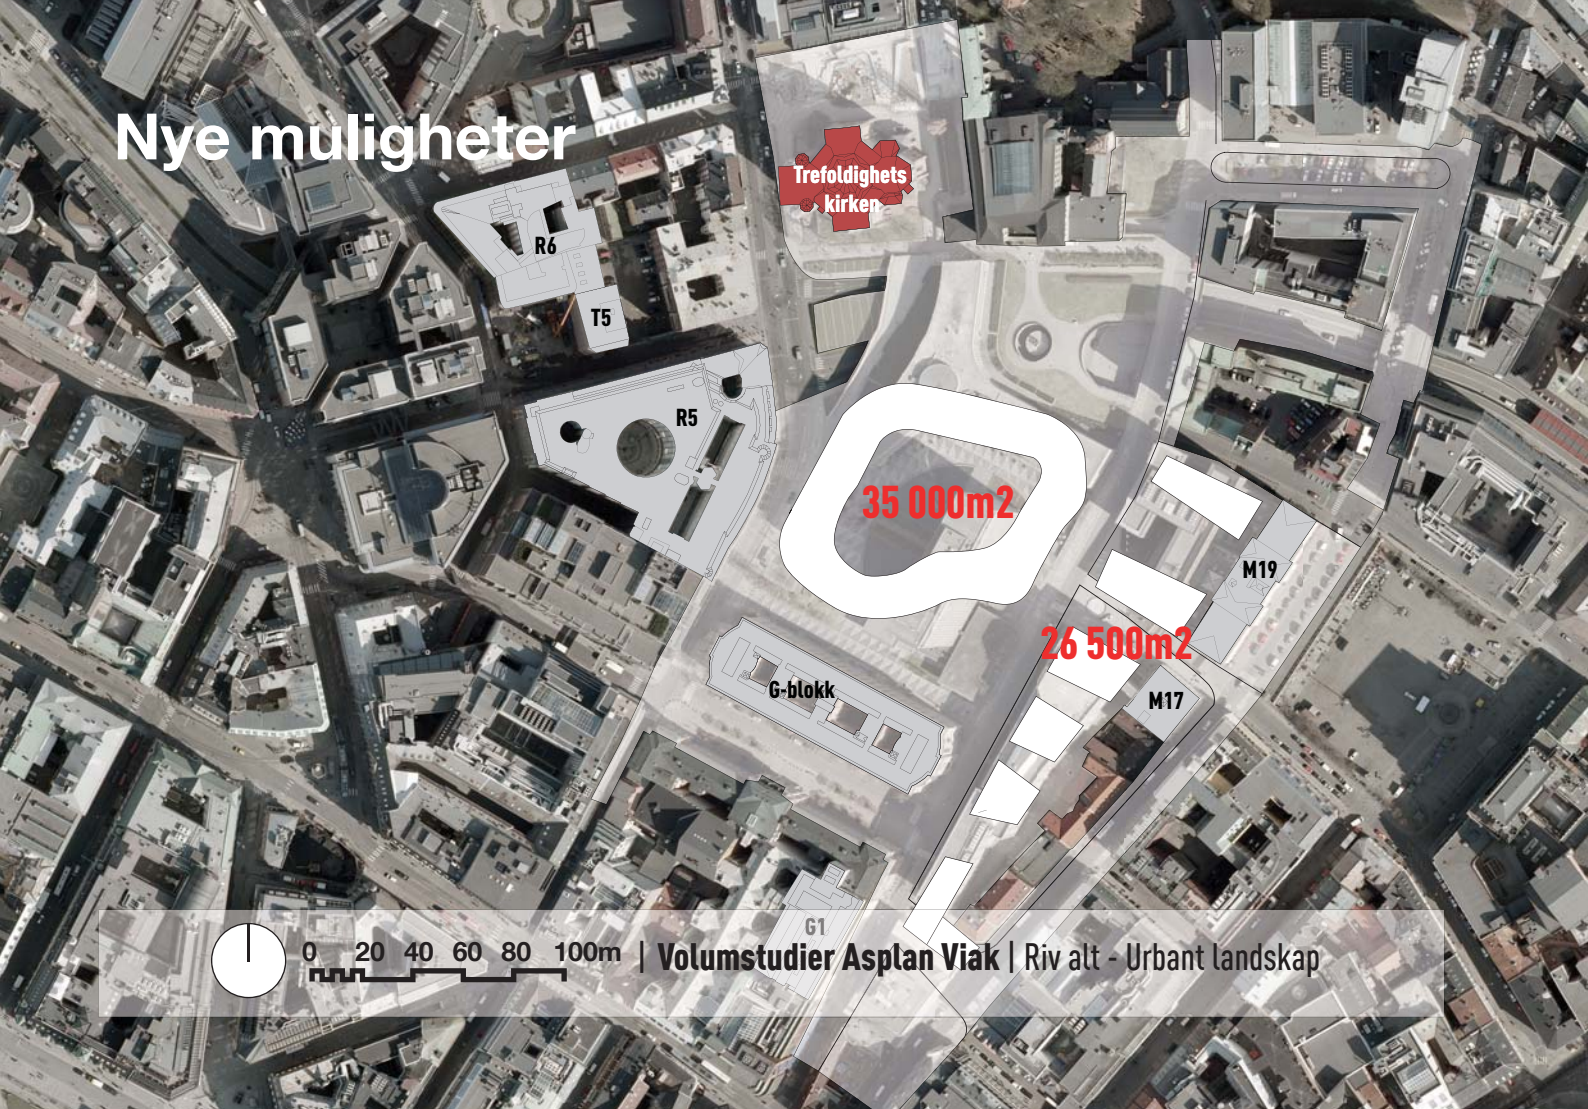 Nye muligheter
Trefoldighets
kirken
R6
T5
R5
35 000m2
M19
26 500m2
G-blokk
M17
G1
0 20 40 60 80 100m | Volumstudier Asplan Viak | Riv alt - Urbant landskap